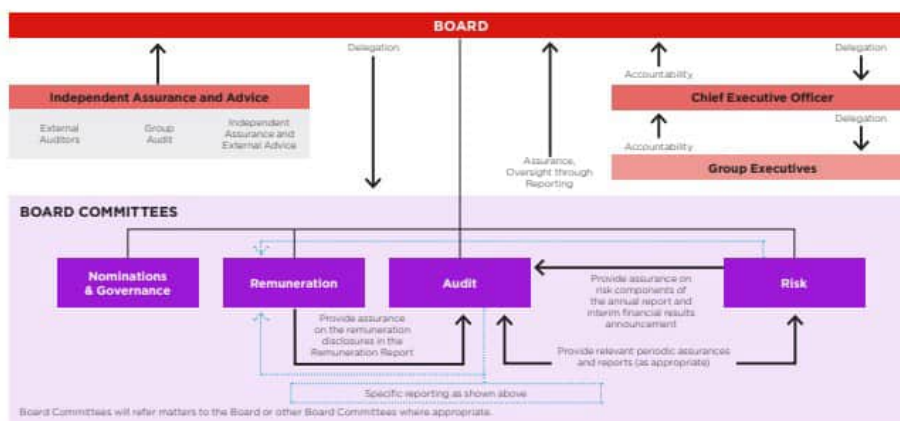 BOARD
Delegation
Delegation
Accountability
Independent Assurance and Advice
Chief Executive Officer
External
Auditors
Group
Audit
Independent
Assurance and
External Advice
Accountability
Delegation
Assurance,
Oversight through
Reporting
Group Executives
BOARD COMMITTEES
Nominations
& Governance
Remuneration
Audit
Provide assurance on
risk components of
the annual report and
interim financial results
announcement
Risk
Provide assurance
on the remuneration
disclosures in the
Remuneration Report
Provide relevant periodic assurances
and reports (as appropriate)
Specific reporting as shown above
Board Committees will refer matters to the Board or other Board Committees where appropriate.